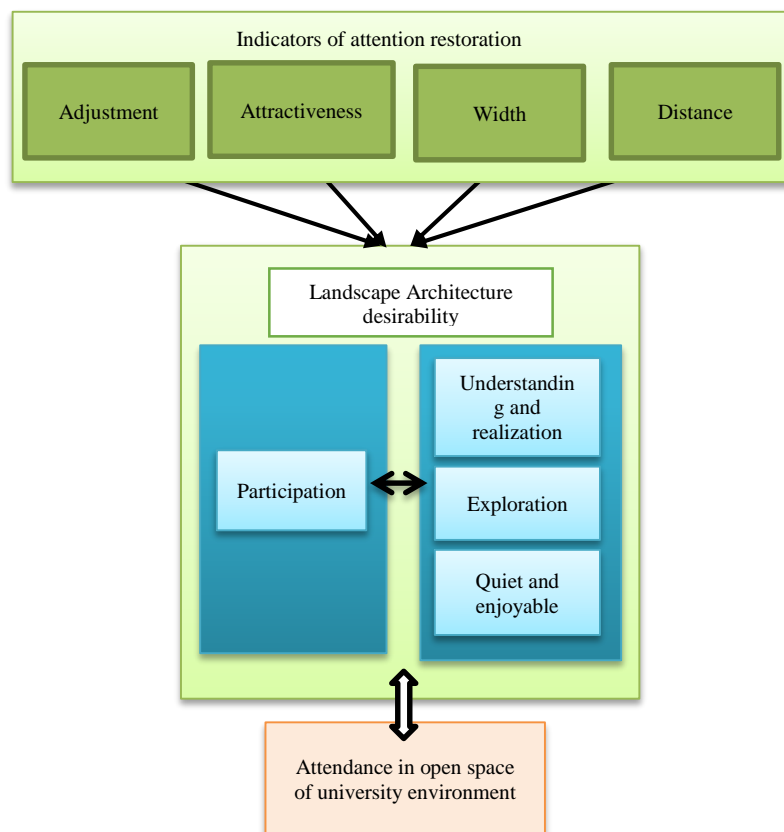 Indicators of attention restoration
Adjustment
Attractiveness
Width
Distance
Landscape Architecture
desirability
Participation
Understandin
g and
realization
Exploration
Quiet and
enjoyable
Attendance in open space
of university environment